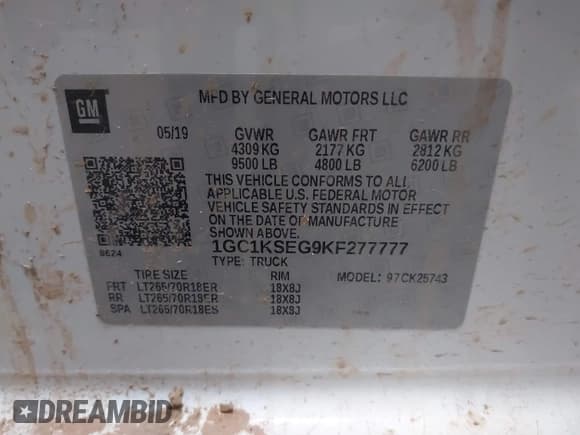 GM
MFD BY GENERAL MOTORS LLC
05/19 GVWR GAWR FRT GAWR RR
4309 KG 2177 KG 2812 KG
9500 LB 4800 LB 6200 LB
THIS VEHICLE CONFORMS TO ALL
APPLICABLE U.S. FEDERAL MOTOR
VEHICLE SAFETY STANDARDS IN EFFECT
ON THE DATE OF MANUFACTURE
SHOWN ABOVE.
8624 1GC1KSEG9KF277777
TYPE: TRUCK
TIRE SIZE RIM MODEL: 97CK25743
FRT LT265/70R18ER 18X8J
RR LT265/70R18ER 18X8J
SPA LT265/70R18ES 18X8J
DREAMBID